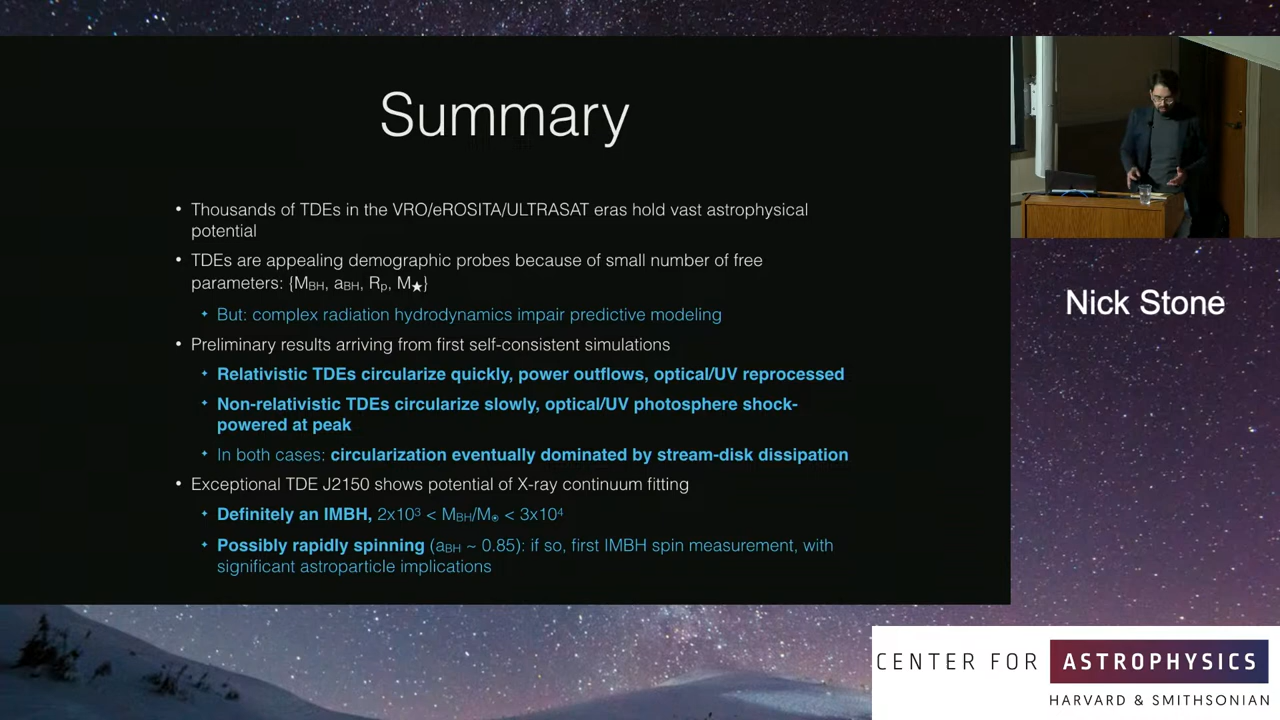 Summary
• Thousands of TDEs in the VRO/eROSITA/ULTRASAT eras hold vast astrophysical
potential
• TDEs are appealing demographic probes because of small number of free
parameters: {M_BH, a_BH, R_p, M_★}
✦ But: complex radiation hydrodynamics impair predictive modeling
• Preliminary results arriving from first self-consistent simulations
✦ Relativistic TDEs circularize quickly, power outflows, optical/UV reprocessed
✦ Non-relativistic TDEs circularize slowly, optical/UV photosphere shock-
powered at peak
✦ In both cases: circularization eventually dominated by stream-disk dissipation
• Exceptional TDE J2150 shows potential of X-ray continuum fitting
✦ Definitely an IMBH, 2x10³ < M_BH/M_⊙ < 3x10⁴
✦ Possibly rapidly spinning (a_BH ~ 0.85): if so, first IMBH spin measurement, with
significant astroparticle implications
Nick Stone
CENTER FOR ASTROPHYSICS
HARVARD & SMITHSONIAN